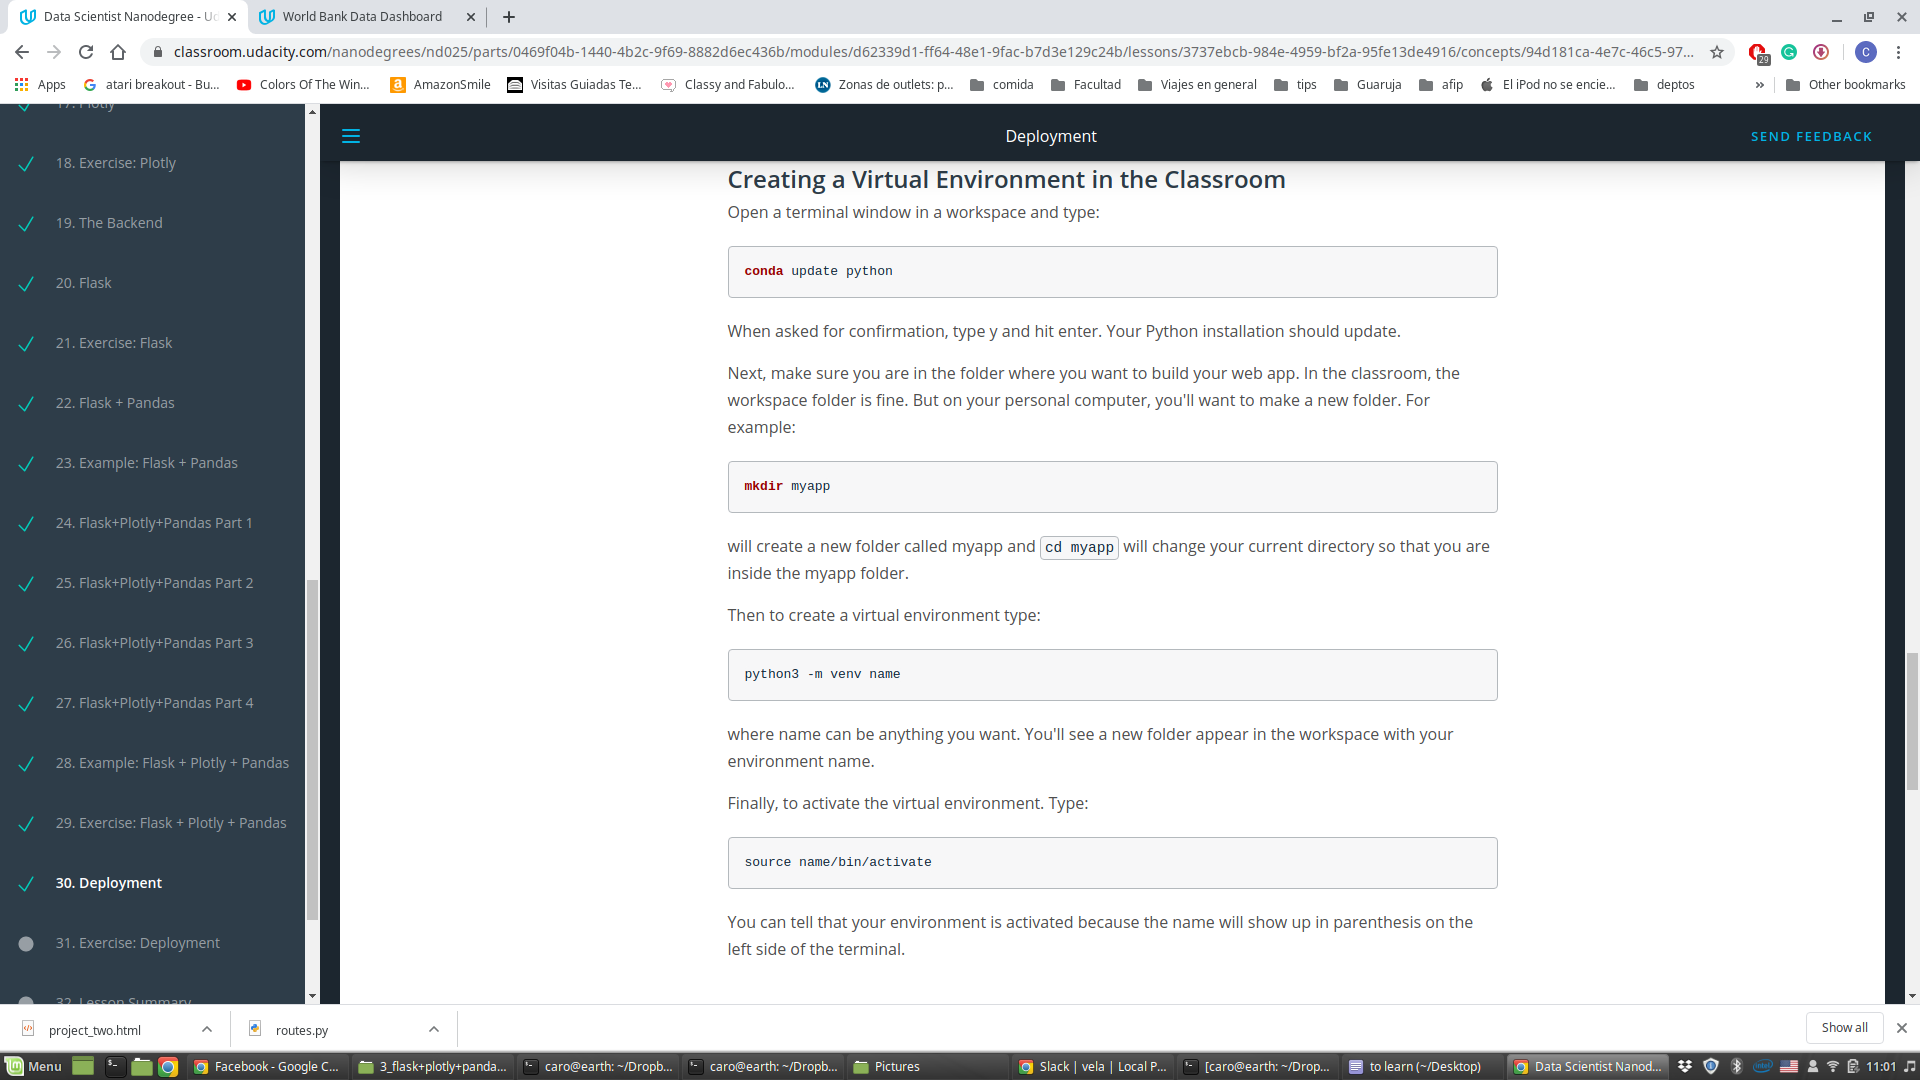 Data Scientist Nanodegree - Ud
World Bank Data Dashboard
classroom.udacity.com/nanodegrees/nd025/parts/0469f04b-1440-4b2c-9f69-8882d6ec436b/modules/d62339d1-ff64-48e1-9fac-b7d3e129c24b/lessons/3737ebcb-984e-4959-bf2a-95fe13de4916/concepts/94d181ca-4e7c-46c5-97...
29
C
Apps
atari breakout - Bu...
Colors Of The Win...
AmazonSmile
Visitas Guiadas Te...
Classy and Fabulo...
Zonas de outlets: p...
comida
Facultad
Viajes en general
tips
Guaruja
afip
El iPod no se encie...
deptos
»
Other bookmarks
17. Plotly
18. Exercise: Plotly
19. The Backend
20. Flask
21. Exercise: Flask
22. Flask + Pandas
23. Example: Flask + Pandas
24. Flask+Plotly+Pandas Part 1
25. Flask+Plotly+Pandas Part 2
26. Flask+Plotly+Pandas Part 3
27. Flask+Plotly+Pandas Part 4
28. Example: Flask + Plotly + Pandas
29. Exercise: Flask + Plotly + Pandas
30. Deployment
31. Exercise: Deployment
32. Lesson Summary
Deployment
SEND FEEDBACK
Creating a Virtual Environment in the Classroom
Open a terminal window in a workspace and type:
conda update python
When asked for confirmation, type y and hit enter. Your Python installation should update.
Next, make sure you are in the folder where you want to build your web app. In the classroom, the
workspace folder is fine. But on your personal computer, you'll want to make a new folder. For
example:
mkdir myapp
will create a new folder called myapp and cd myapp will change your current directory so that you are
inside the myapp folder.
Then to create a virtual environment type:
python3 -m venv name
where name can be anything you want. You'll see a new folder appear in the workspace with your
environment name.
Finally, to activate the virtual environment. Type:
source name/bin/activate
You can tell that your environment is activated because the name will show up in parenthesis on the
left side of the terminal.
project_two.html
routes.py
Show all
Menu
Facebook - Google C...
3_flask+plotly+panda...
caro@earth: ~/Dropb...
caro@earth: ~/Dropb...
Pictures
Slack | vela | Local P...
[caro@earth: ~/Drop...
to learn (~/Desktop)
Data Scientist Nanod...
11:01